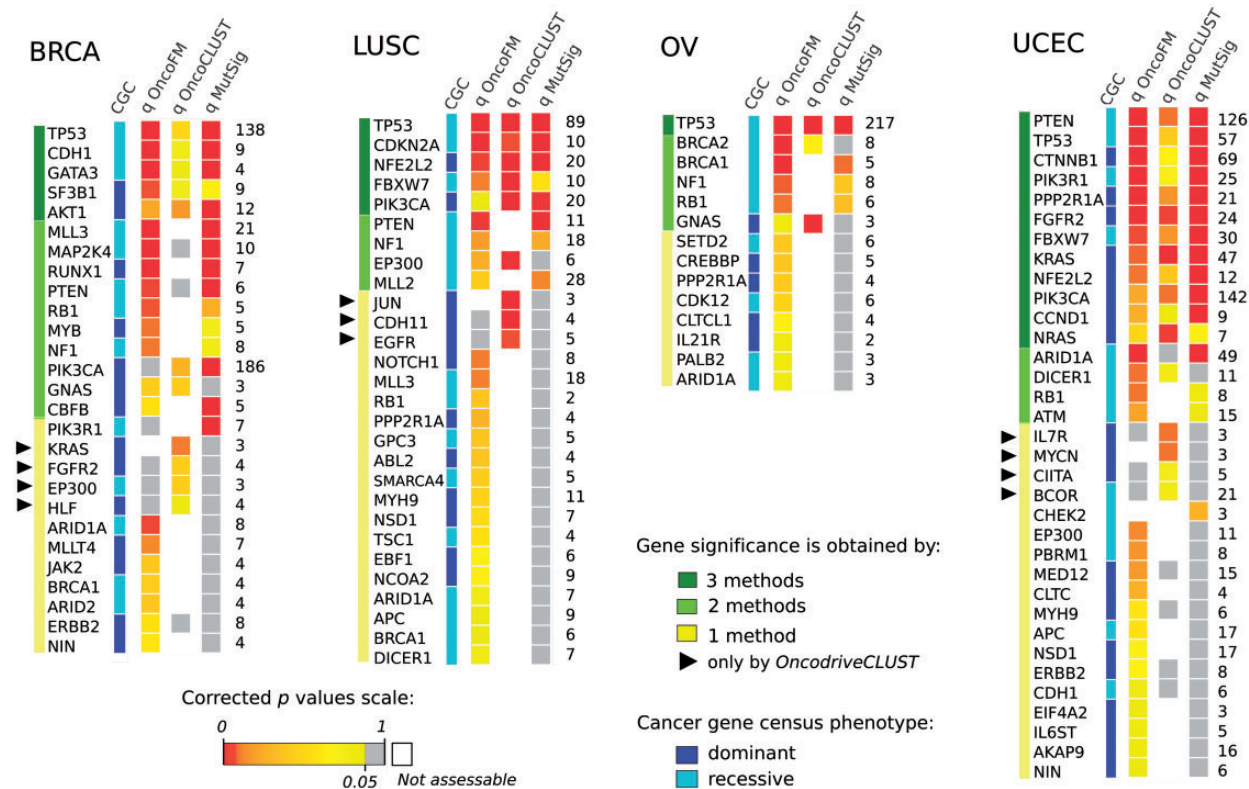 BRCA
CGC
q OncoFM
q OncoCLUST
q MutSig
TP53 138
CDH1 9
GATA3 4
SF3B1 9
AKT1 12
MLL3 21
MAP2K4 10
RUNX1 7
PTEN 6
RB1 5
MYB 5
NF1 8
PIK3CA 186
GNAS 3
CBFB 5
PIK3R1 7
KRAS 3
FGFR2 4
EP300 3
HLF 4
ARID1A 8
MLLT4 7
JAK2 4
BRCA1 4
ARID2 4
ERBB2 8
NIN 4
LUSC
CGC
q OncoFM
q OncoCLUST
q MutSig
TP53 89
CDKN2A 10
NFE2L2 20
FBXW7 10
PIK3CA 20
PTEN 11
NF1 18
EP300 6
MLL2 28
JUN 3
CDH11 4
EGFR 5
NOTCH1 8
MLL3 18
RB1 2
PPP2R1A 4
GPC3 5
ABL2 4
SMARCA4 5
MYH9 11
NSD1 7
TSC1 4
EBF1 6
NCOA2 9
ARID1A 7
APC 9
BRCA1 6
DICER1 7
OV
CGC
q OncoFM
q OncoCLUST
q MutSig
TP53 217
BRCA2 8
BRCA1 5
NF1 8
RB1 6
GNAS 3
SETD2 6
CREBBP 5
PPP2R1A 4
CDK12 6
CLTCL1 4
IL21R 2
PALB2 3
ARID1A 3
UCEC
CGC
q OncoFM
q OncoCLUST
q MutSig
PTEN 126
TP53 57
CTNNB1 69
PIK3R1 25
PPP2R1A 21
FGFR2 24
FBXW7 30
KRAS 47
NFE2L2 12
PIK3CA 142
CCND1 9
NRAS 7
ARID1A 49
DICER1 11
RB1 8
ATM 15
IL7R 3
MYCN 3
CIITA 5
BCOR 21
CHEK2 3
EP300 11
PBRM1 8
MED12 15
CLTC 4
MYH9 6
APC 17
NSD1 17
ERBB2 8
CDH1 6
EIF4A2 3
IL6ST 5
AKAP9 16
NIN 6
Corrected p values scale:
0 1
0.05 Not assessable
Gene significance is obtained by:
3 methods
2 methods
1 method
only by OncodriveCLUST
Cancer gene census phenotype:
dominant
recessive